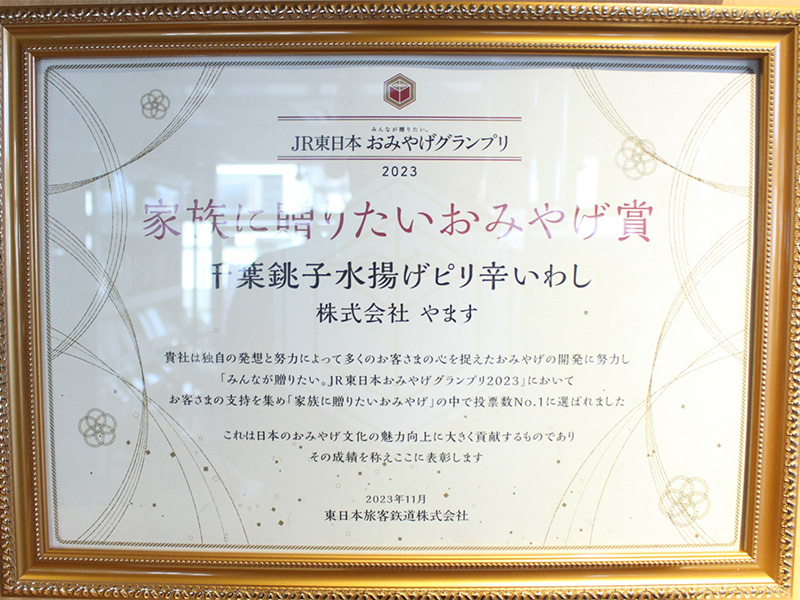 みんなが贈りたい。
JR東日本 おみやげグランプリ
2023
家族に贈りたいおみやげ賞
千葉銚子水揚げピリ辛いわし
株式会社 やます
貴社は独自の発想と努力によって多くのお客さまの心を捉えたおみやげの開発に努力し
「みんなが贈りたい。JR東日本おみやげグランプリ2023」において
お客さまの支持を集め「家族に贈りたいおみやげ」の中で投票数No.1に選ばれました
これは日本のおみやげ文化の魅力向上に大きく貢献するものであり
その成績を称えここに表彰します
2023年11月
東日本旅客鉄道株式会社